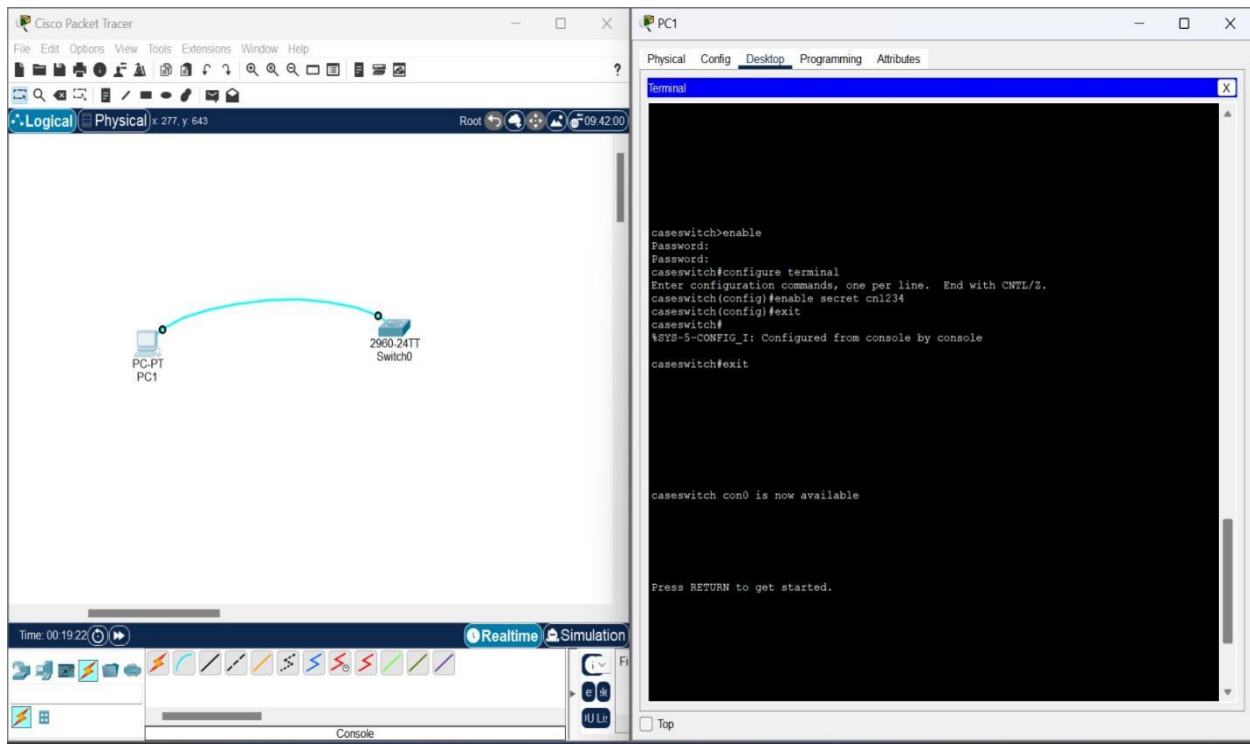 Cisco Packet Tracer
File Edit Options View Tools Extensions Window Help
?
Logical Physical x: 277, y: 643 Root 09:42:00
2960-24TT
Switch0
PC-PT
PC1
Time: 00:19:22 Realtime Simulation
Console
PC1
Physical Config Desktop Programming Attributes
Terminal X
caseswitch>enable
Password:
Password:
caseswitch#configure terminal
Enter configuration commands, one per line.  End with CNTL/Z.
caseswitch(config)#enable secret cn1234
caseswitch(config)#exit
caseswitch#
%SYS-5-CONFIG_I: Configured from console by console
caseswitch#exit
caseswitch con0 is now available
Press RETURN to get started.
Top